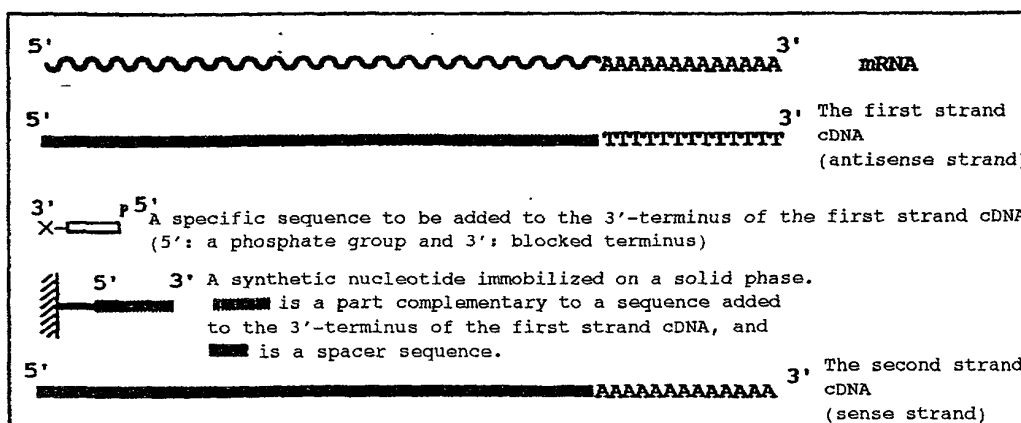 5' 3'
AAAAAAAAAAAAA mRNA
5' 3' The first strand
TTTTTTTTTTTTT cDNA
(antisense strand)
3' P 5' A specific sequence to be added to the 3'-terminus of the first strand cDNA
X (5': a phosphate group and 3': blocked terminus)
5' 3' A synthetic nucleotide immobilized on a solid phase.
is a part complementary to a sequence added
to the 3'-terminus of the first strand cDNA, and
is a spacer sequence.
5' 3' The second strand
AAAAAAAAAAAAA cDNA
(sense strand)